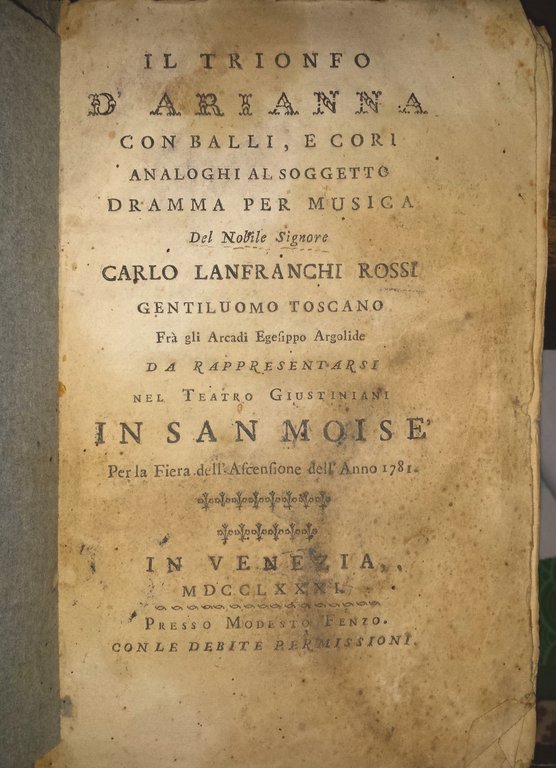 IL TRIONFO
D'ARIANNA
CON BALLI, E CORI
ANALOGHI AL SOGGETTO
DRAMMA PER MUSICA
Del Nobile Signore
CARLO LANFRANCHI ROSSI
GENTILUOMO TOSCANO
Frà gli Arcadi Egeſippo Argolide
DA RAPPRESENTARSI
NEL TEATRO GIUSTINIANI
IN SAN MOISE'
Per la Fiera dell'Aſcenſione dell'Anno 1781.
IN VENEZIA,
MDCCLXXXI.
PRESSO MODESTO FENZO.
CON LE DEBITE PERMISSIONI.